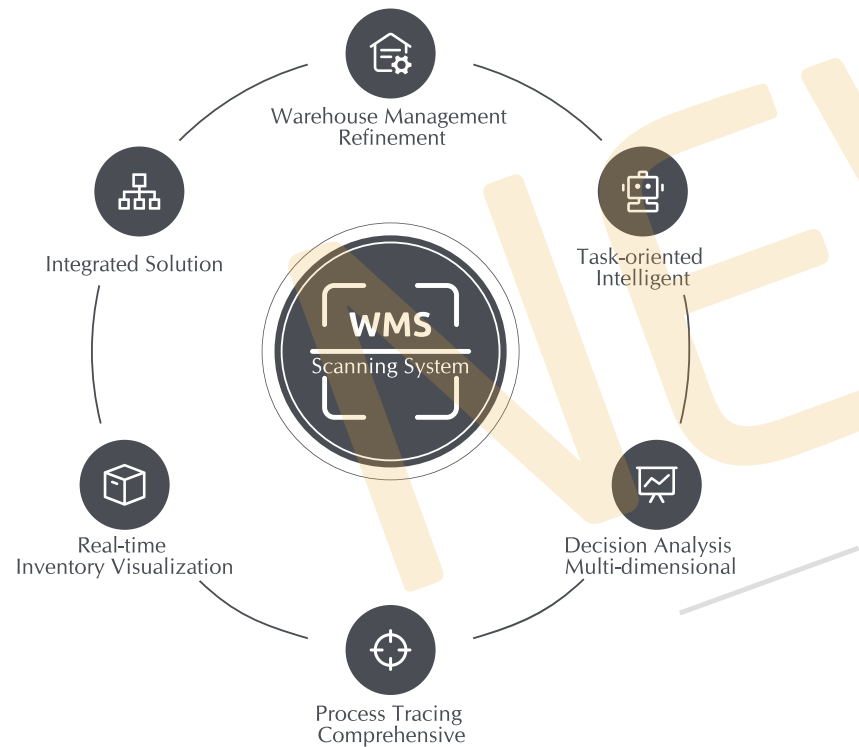 Warehouse Management
Refinement
Integrated Solution
Task-oriented
Intelligent
WMS
Scanning System
Real-time
Inventory Visualization
Decision Analysis
Multi-dimensional
Process Tracing
Comprehensive
NE